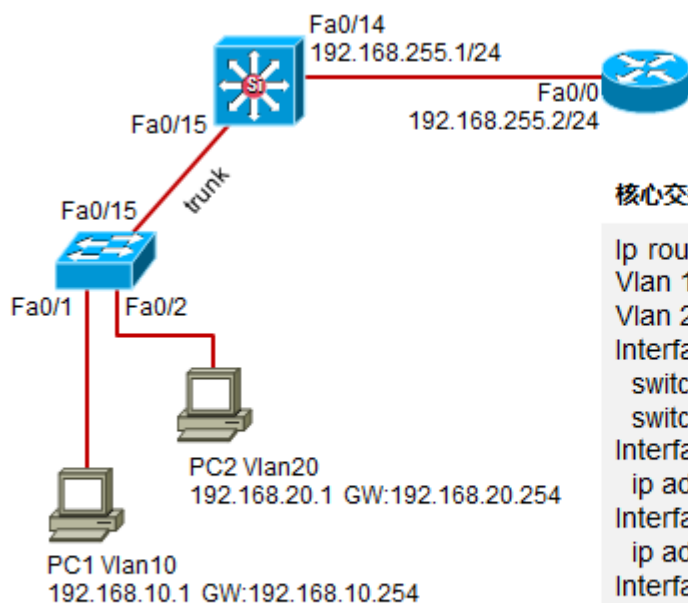 Fa0/14
192.168.255.1/24
Si
Fa0/0
192.168.255.2/24
Fa0/15
trunk
Fa0/15
Fa0/1
Fa0/2
PC2 Vlan20
192.168.20.1 GW:192.168.20.254
PC1 Vlan10
192.168.10.1 GW:192.168.10.254
核心交
Ip rou
Vlan 1
Vlan 2
Interfa
switc
switc
Interfa
ip ad
Interfa
ip ad
Interfa